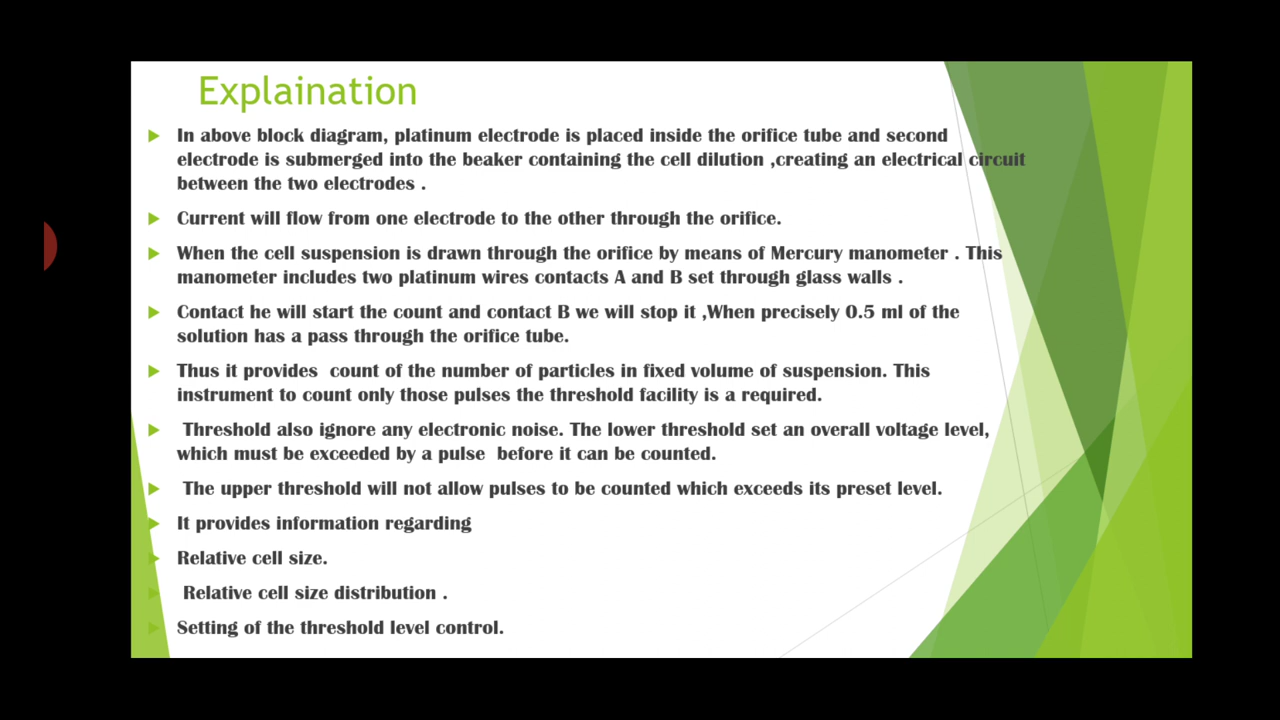 Explaination
In above block diagram, platinum electrode is placed inside the orifice tube and second
electrode is submerged into the beaker containing the cell dilution ,creating an electrical circuit
between the two electrodes .
Current will flow from one electrode to the other through the orifice.
When the cell suspension is drawn through the orifice by means of Mercury manometer . This
manometer includes two platinum wires contacts A and B set through glass walls .
Contact he will start the count and contact B we will stop it ,When precisely 0.5 ml of the
solution has a pass through the orifice tube.
Thus it provides  count of the number of particles in fixed volume of suspension. This
instrument to count only those pulses the threshold facility is a required.
Threshold also ignore any electronic noise. The lower threshold set an overall voltage level,
which must be exceeded by a pulse  before it can be counted.
The upper threshold will not allow pulses to be counted which exceeds its preset level.
It provides information regarding
Relative cell size.
Relative cell size distribution .
Setting of the threshold level control.